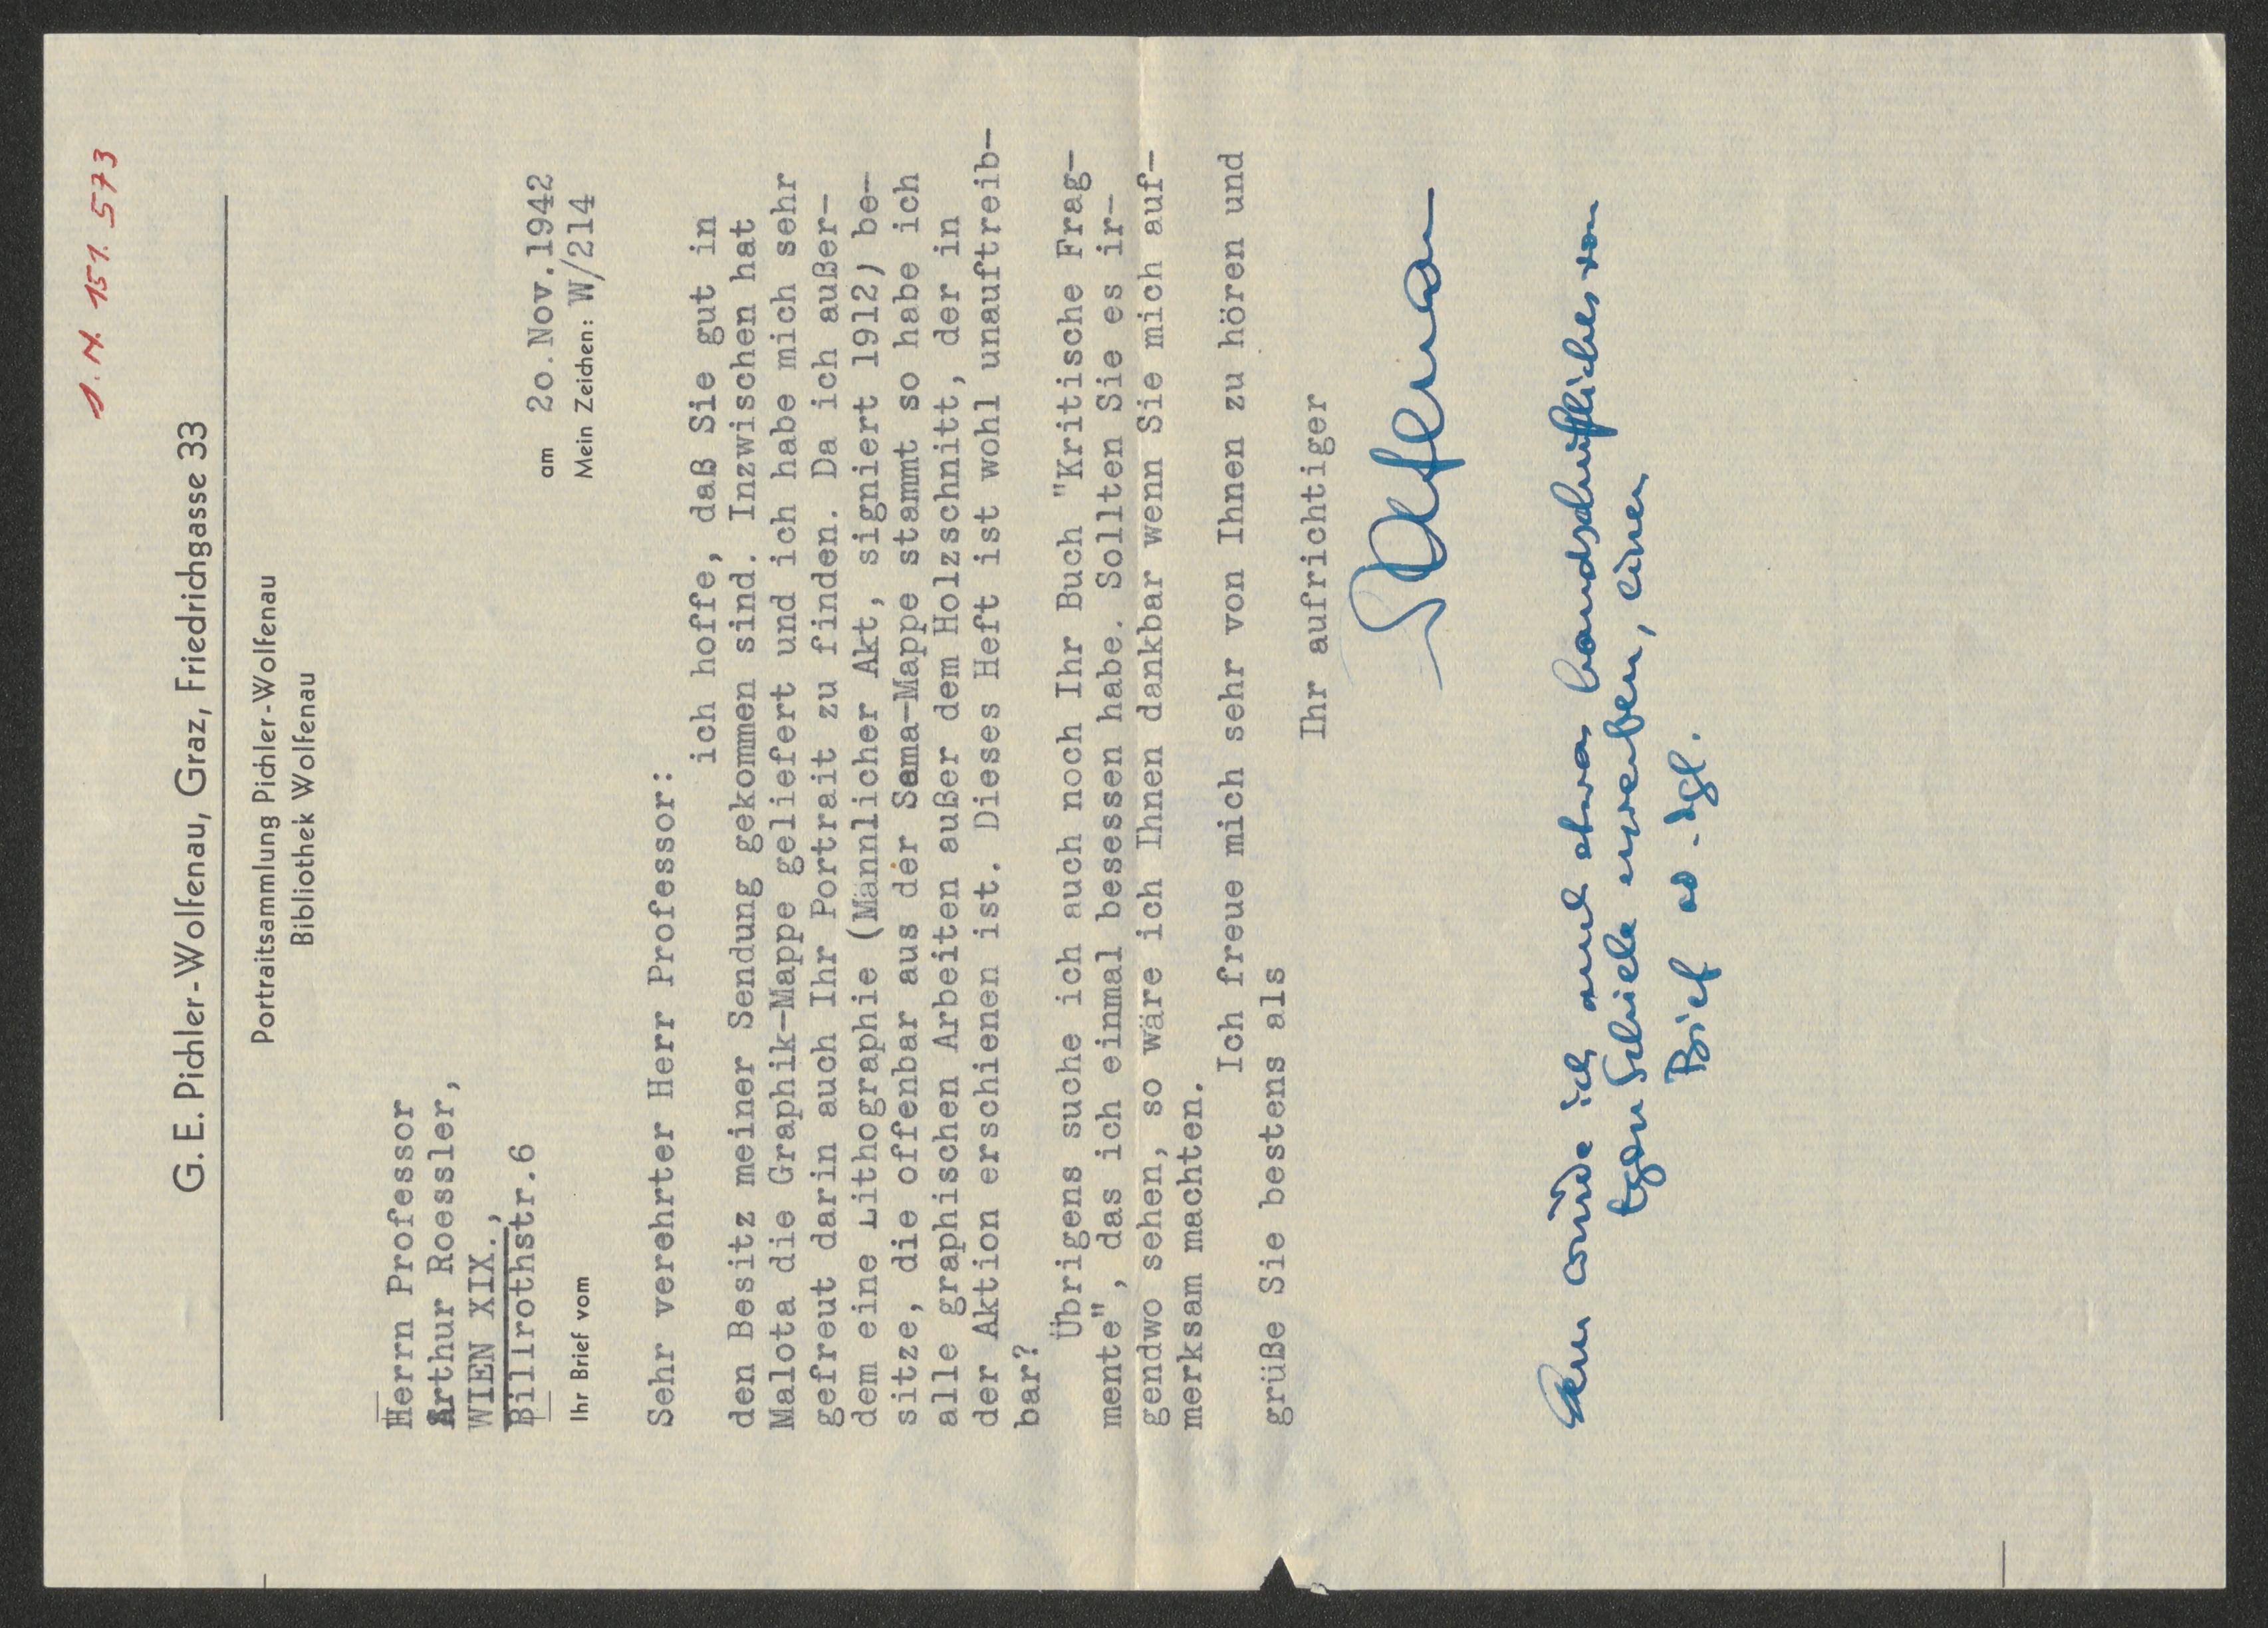 I. N. 151.573
G. E. Pichler-Wolfenau, Graz, Friedrichgasse 33
Portraitsammlung Pichler-Wolfenau
Bibliothek Wolfenau
Herrn Professor
Arthur Roessler,
WIEN XIX.,
Billrothstr.6
am 2o.Nov.1942
Ihr Brief vom
Mein Zeichen: W/214
Sehr verehrter Herr Professor:
ich hoffe, daß Sie gut in
den Besitz meiner Sendung gekommen sind. Inzwischen hat
Malota die Graphik-Mappe geliefert und ich habe mich sehr
gefreut darin auch Ihr Portrait zu finden. Da ich außer-
dem eine Lithographie (Männlicher Akt, signiert 1912) be-
sitze, die offenbar aus der Sema-Mappe stammt so habe ich
alle graphischen Arbeiten außer dem Holzschnitt, der in
der Aktion erschienen ist. Dieses Heft ist wohl unauftreib-
bar?
Übrigens suche ich auch noch Ihr Buch "Kritische Frag-
mente", das ich einmal besessen habe. Sollten Sie es ir-
gendwo sehen, so wäre ich Ihnen dankbar wenn Sie mich auf-
merksam machten.
Ich freue mich sehr von Ihnen zu hören und
grüße Sie bestens als
Ihr aufrichtiger
Gern würde ich auch etwas handschriftliches von
Egon Schiele erwerben, einen
Brief od. dgl.